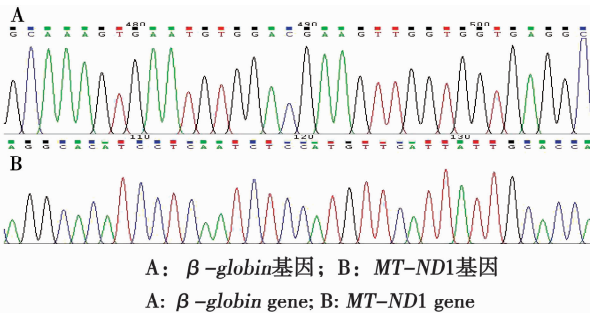 A
480 490 500
G C A A A G T G A A T G T G G A C G A A G T T G G T G G T G A G G C
110 120 130
A G G C A C A T C C T C A A T C T C C A T G T T C A T T A T T G C A C C A
B
A： β-globin基因； B： MT-ND1基因
A: β-globin gene; B: MT-ND1 gene